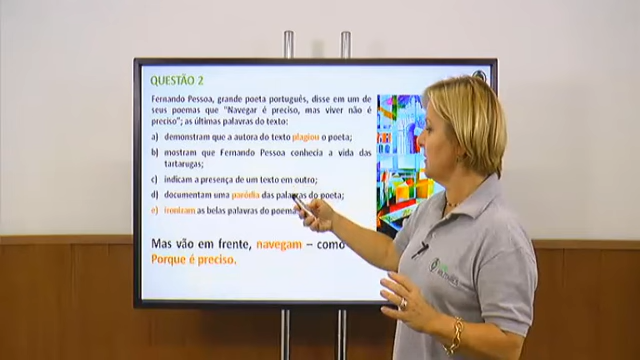 QUESTÃO 2
Fernando Pessoa, grande poeta português, disse em um de
seus poemas que “Navegar é preciso, mas viver não é
preciso”; as últimas palavras do texto:
a) demonstram que a autora do texto plagiou o poeta;
b) mostram que Fernando Pessoa conhecia a vida das
tartarugas;
c) indicam a presença de um texto em outro;
d) documentam uma paródia das palavras do poeta;
e) ironizam as belas palavras do poema
Mas vão em frente, navegam – como
Porque é preciso.